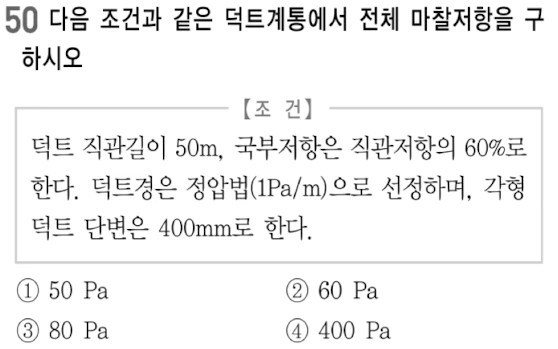 50 다음 조건과 같은 덕트계통에서 전체 마찰저항을 구
하시오
【조 건】
덕트 직관길이 50m, 국부저항은 직관저항의 60%로
한다. 덕트경은 정압법(1Pa/m)으로 선정하며, 각형
덕트 단변은 400mm로 한다.
① 50 Pa ② 60 Pa
③ 80 Pa ④ 400 Pa